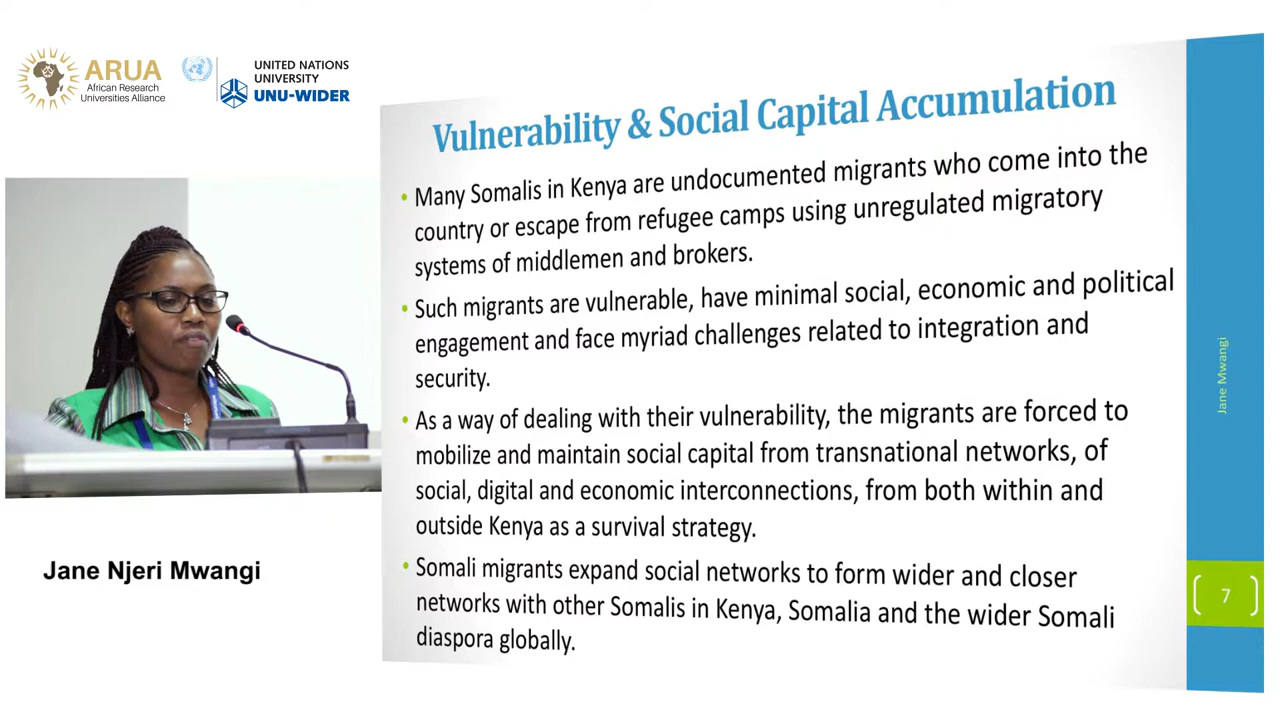 ARUA
African Research
Universities Alliance
UNITED NATIONS
UNIVERSITY
UNU-WIDER
Vulnerability & Social Capital Accumulation
• Many Somalis in Kenya are undocumented migrants who come into the
country or escape from refugee camps using unregulated migratory
systems of middlemen and brokers.
• Such migrants are vulnerable, have minimal social, economic and political
engagement and face myriad challenges related to integration and
security.
• As a way of dealing with their vulnerability, the migrants are forced to
mobilize and maintain social capital from transnational networks, of
social, digital and economic interconnections, from both within and
outside Kenya as a survival strategy.
• Somali migrants expand social networks to form wider and closer
networks with other Somalis in Kenya, Somalia and the wider Somali
diaspora globally.
Jane Mwangi
7
Jane Njeri Mwangi